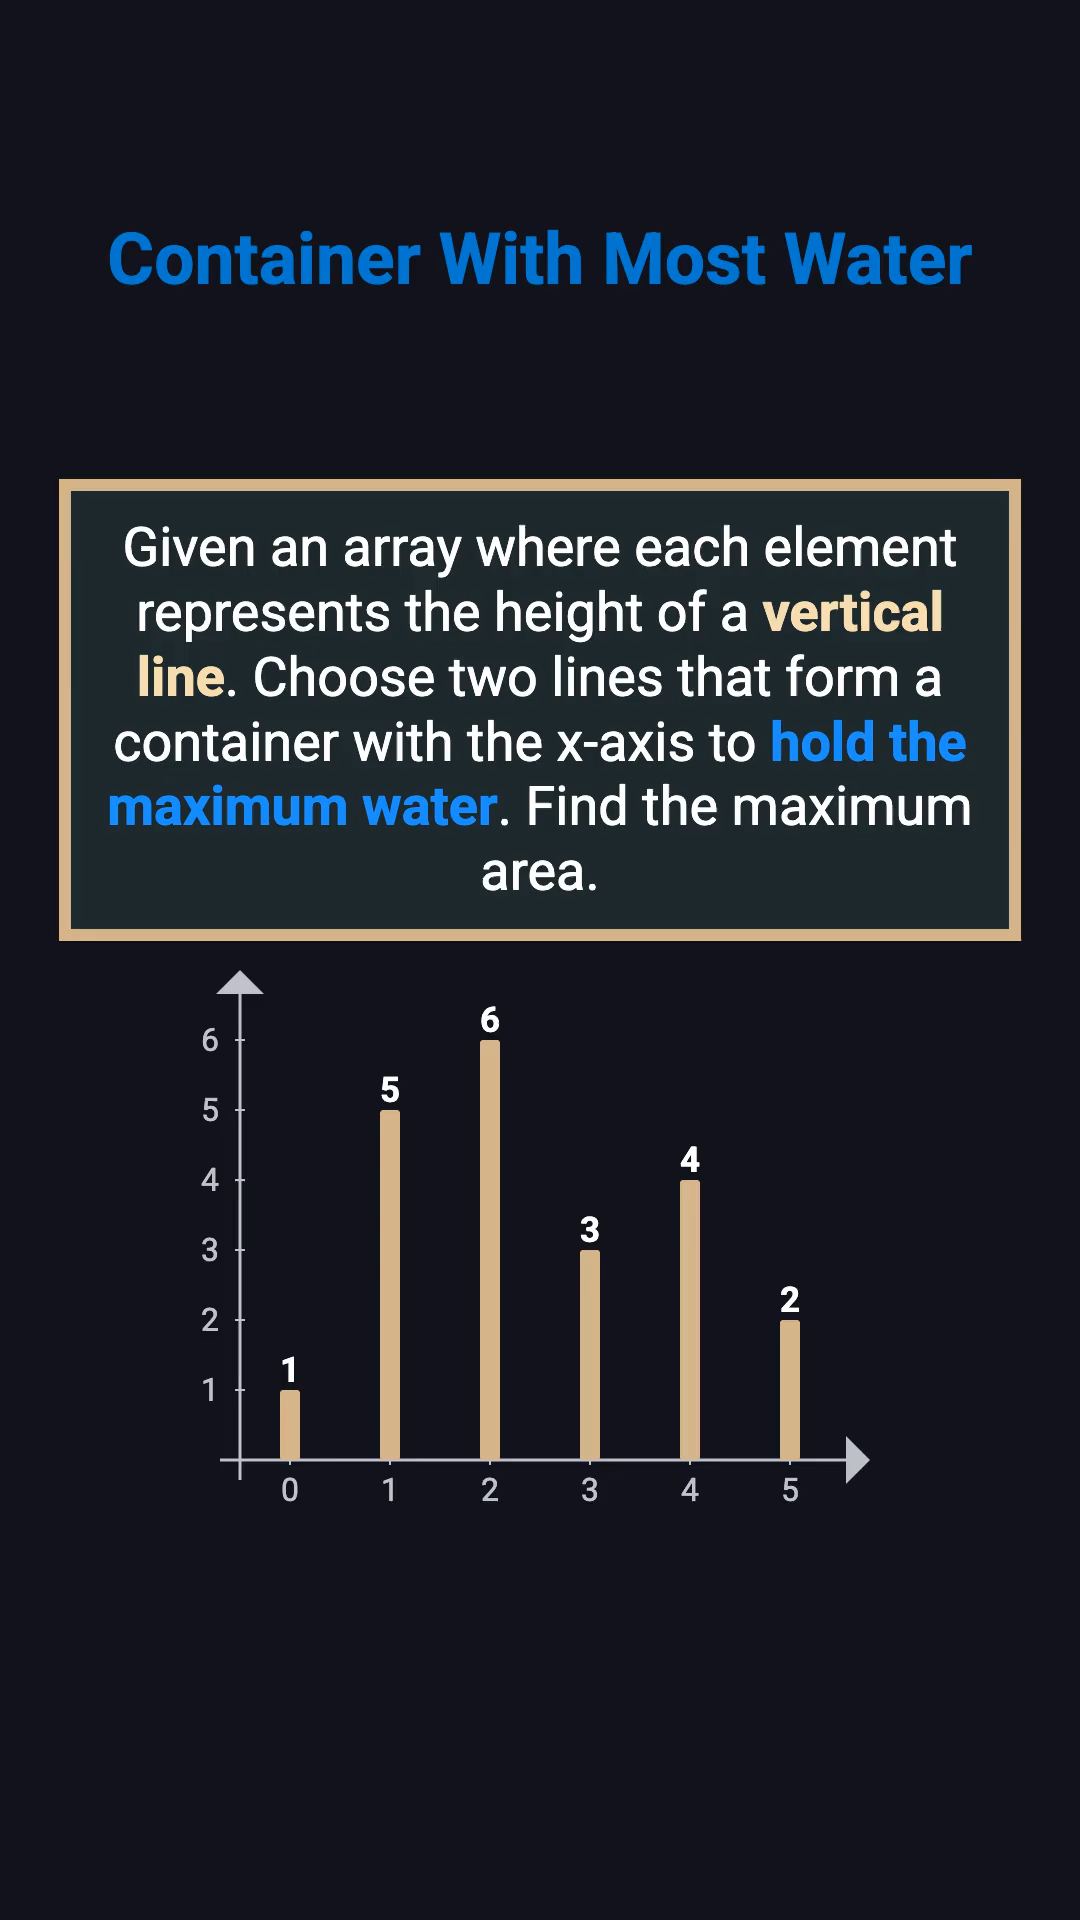 Container With Most Water
Given an array where each element
represents the height of a vertical
line. Choose two lines that form a
container with the x-axis to hold the
maximum water. Find the maximum
area.
6
6
5
5
4
4
3
3
2
2
1
1
0 1 2 3 4 5